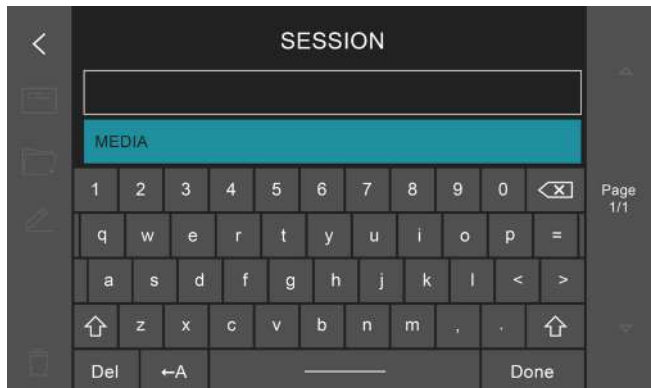 SESSION
MEDIA
1 2 3 4 5 6 7 8 9 0
Page
1/1
q w e r t y u i o p =
a s d f g h j k l < >
z x c v b n m , .
Del ←A Done